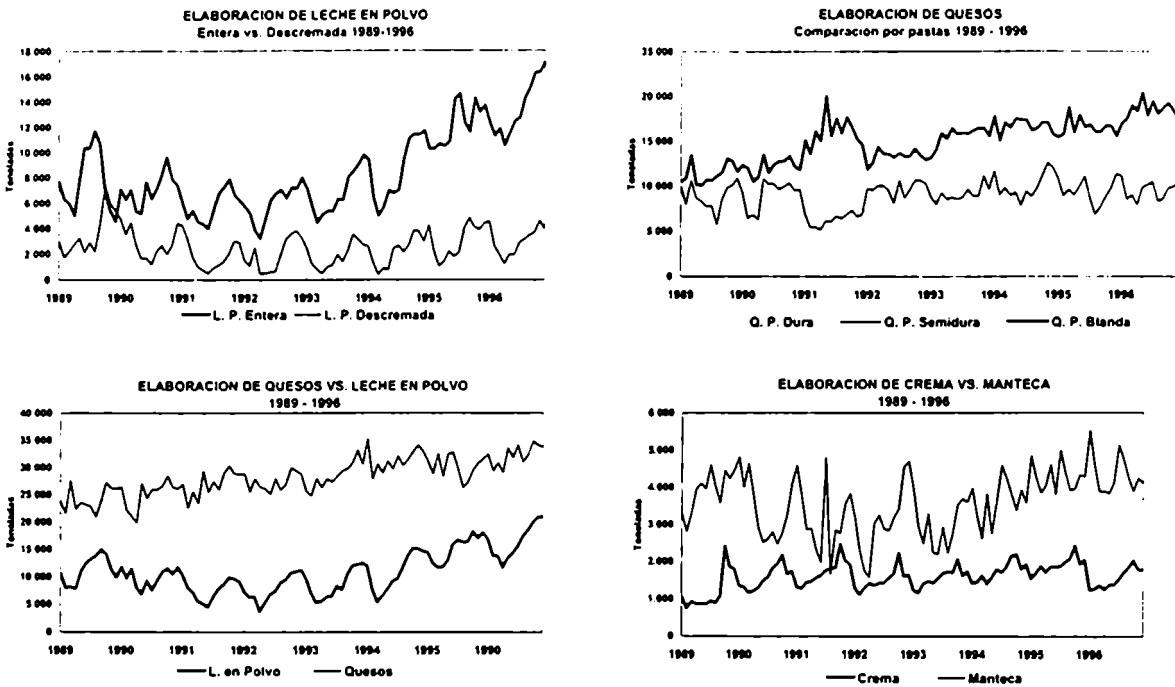 ELABORACION DE LECHE EN POLVO
Entera vs. Descremada 1989-1996
18 000
16 000
14 000
12 000
10 000
8 000
6 000
4 000
2 000
0
Toneladas
1989 1990 1991 1992 1993 1994 1995 1996
L. P. Entera L. P. Descremada
ELABORACION DE QUESOS
Comparacion por pastas 1989 - 1996
35 000
25 000
20 000
15 000
10 000
5 000
0
Toneladas
1989 1990 1991 1992 1993 1994 1995 1996
Q. P. Dura Q. P. Semidura Q. P. Blanda
ELABORACION DE QUESOS VS. LECHE EN POLVO
1989 - 1996
40 000
35 000
30 000
25 000
20 000
15 000
10 000
5 000
0
Toneladas
1989 1990 1991 1992 1993 1994 1995 1990
L. en Polvo Quesos
ELABORACION DE CREMA VS. MANTECA
1989 - 1996
6 000
5 000
4 000
3 000
2 000
1 000
0
Toneladas
1989 1990 1991 1992 1993 1994 1995 1996
Crema Manteca